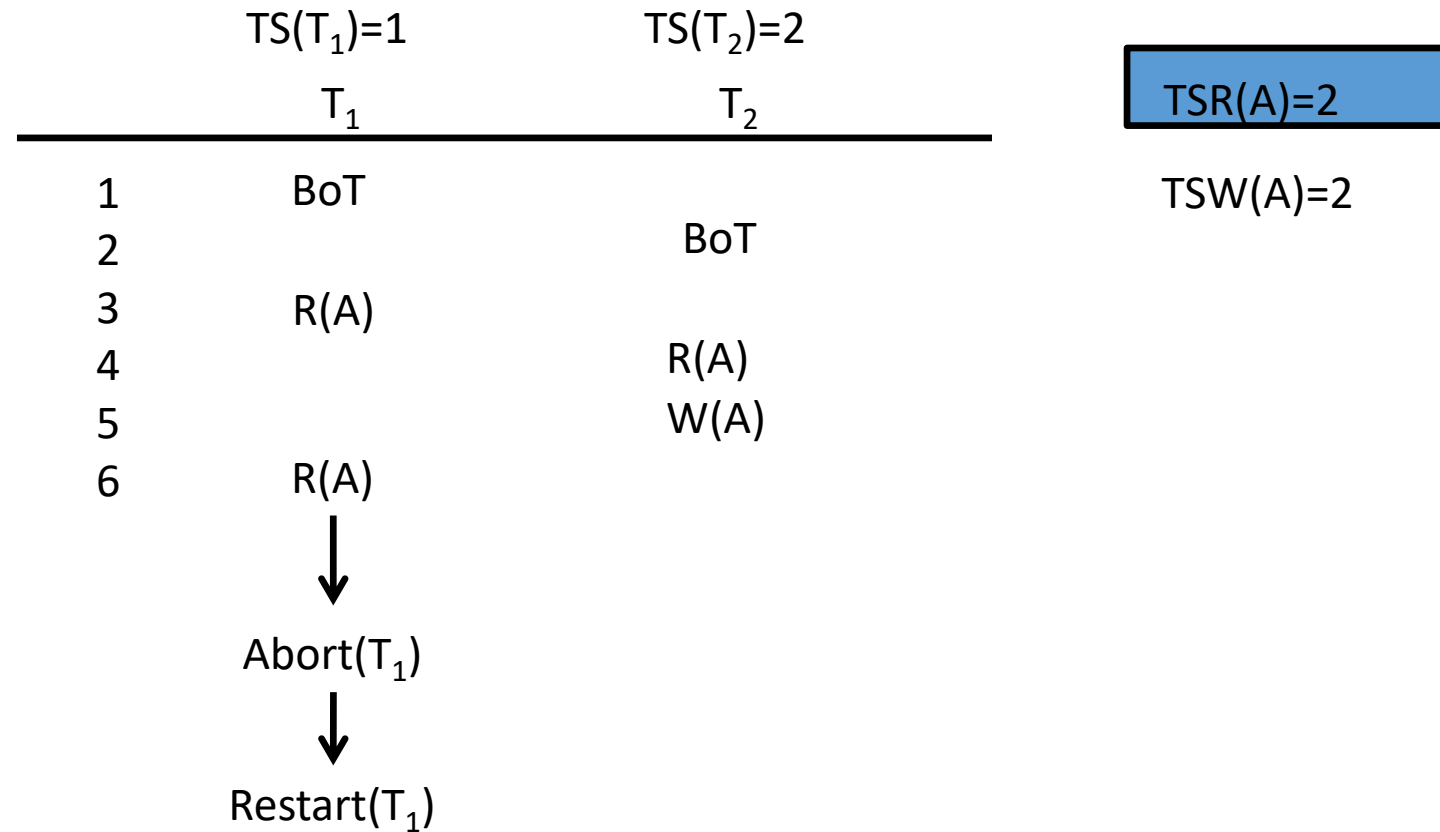 TS(T₁)=1 TS(T₂)=2
T₁ T₂ TSR(A)=2
1 BoT TSW(A)=2
2 BoT
3 R(A)
4 R(A)
5 W(A)
6 R(A)
Abort(T₁)
Restart(T₁)